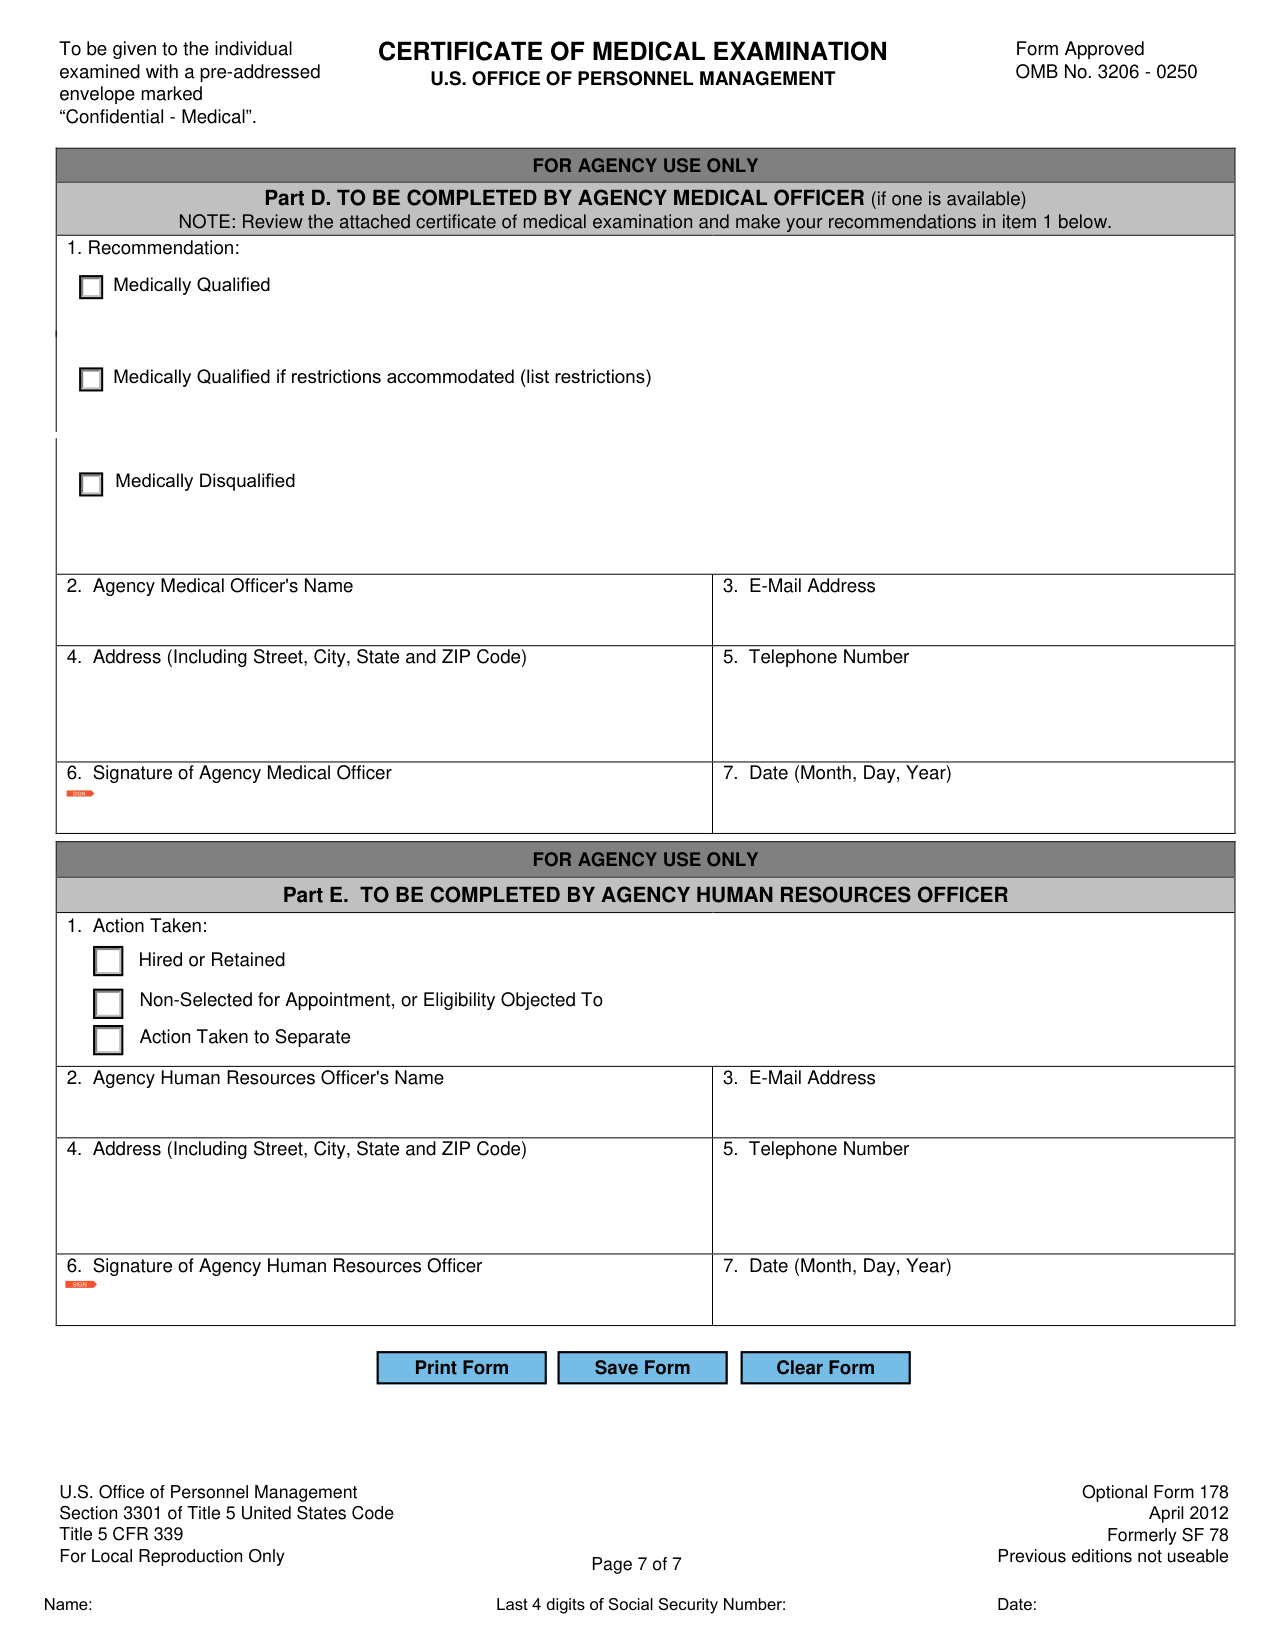 To be given to the individual
examined with a pre-addressed
envelope marked
“Confidential - Medical”.
CERTIFICATE OF MEDICAL EXAMINATION
U.S. OFFICE OF PERSONNEL MANAGEMENT
Form Approved
OMB No. 3206 - 0250
FOR AGENCY USE ONLY
Part D. TO BE COMPLETED BY AGENCY MEDICAL OFFICER (if one is available)
NOTE: Review the attached certificate of medical examination and make your recommendations in item 1 below.
1. Recommendation:
Medically Qualified
Medically Qualified if restrictions accommodated (list restrictions)
Medically Disqualified
2. Agency Medical Officer's Name
3. E-Mail Address
4. Address (Including Street, City, State and ZIP Code)
5. Telephone Number
6. Signature of Agency Medical Officer
SIGN
7. Date (Month, Day, Year)
FOR AGENCY USE ONLY
Part E. TO BE COMPLETED BY AGENCY HUMAN RESOURCES OFFICER
1. Action Taken:
Hired or Retained
Non-Selected for Appointment, or Eligibility Objected To
Action Taken to Separate
2. Agency Human Resources Officer's Name
3. E-Mail Address
4. Address (Including Street, City, State and ZIP Code)
5. Telephone Number
6. Signature of Agency Human Resources Officer
SIGN
7. Date (Month, Day, Year)
Print Form
Save Form
Clear Form
U.S. Office of Personnel Management
Section 3301 of Title 5 United States Code
Title 5 CFR 339
For Local Reproduction Only
Page 7 of 7
Optional Form 178
April 2012
Formerly SF 78
Previous editions not useable
Name:
Last 4 digits of Social Security Number:
Date: